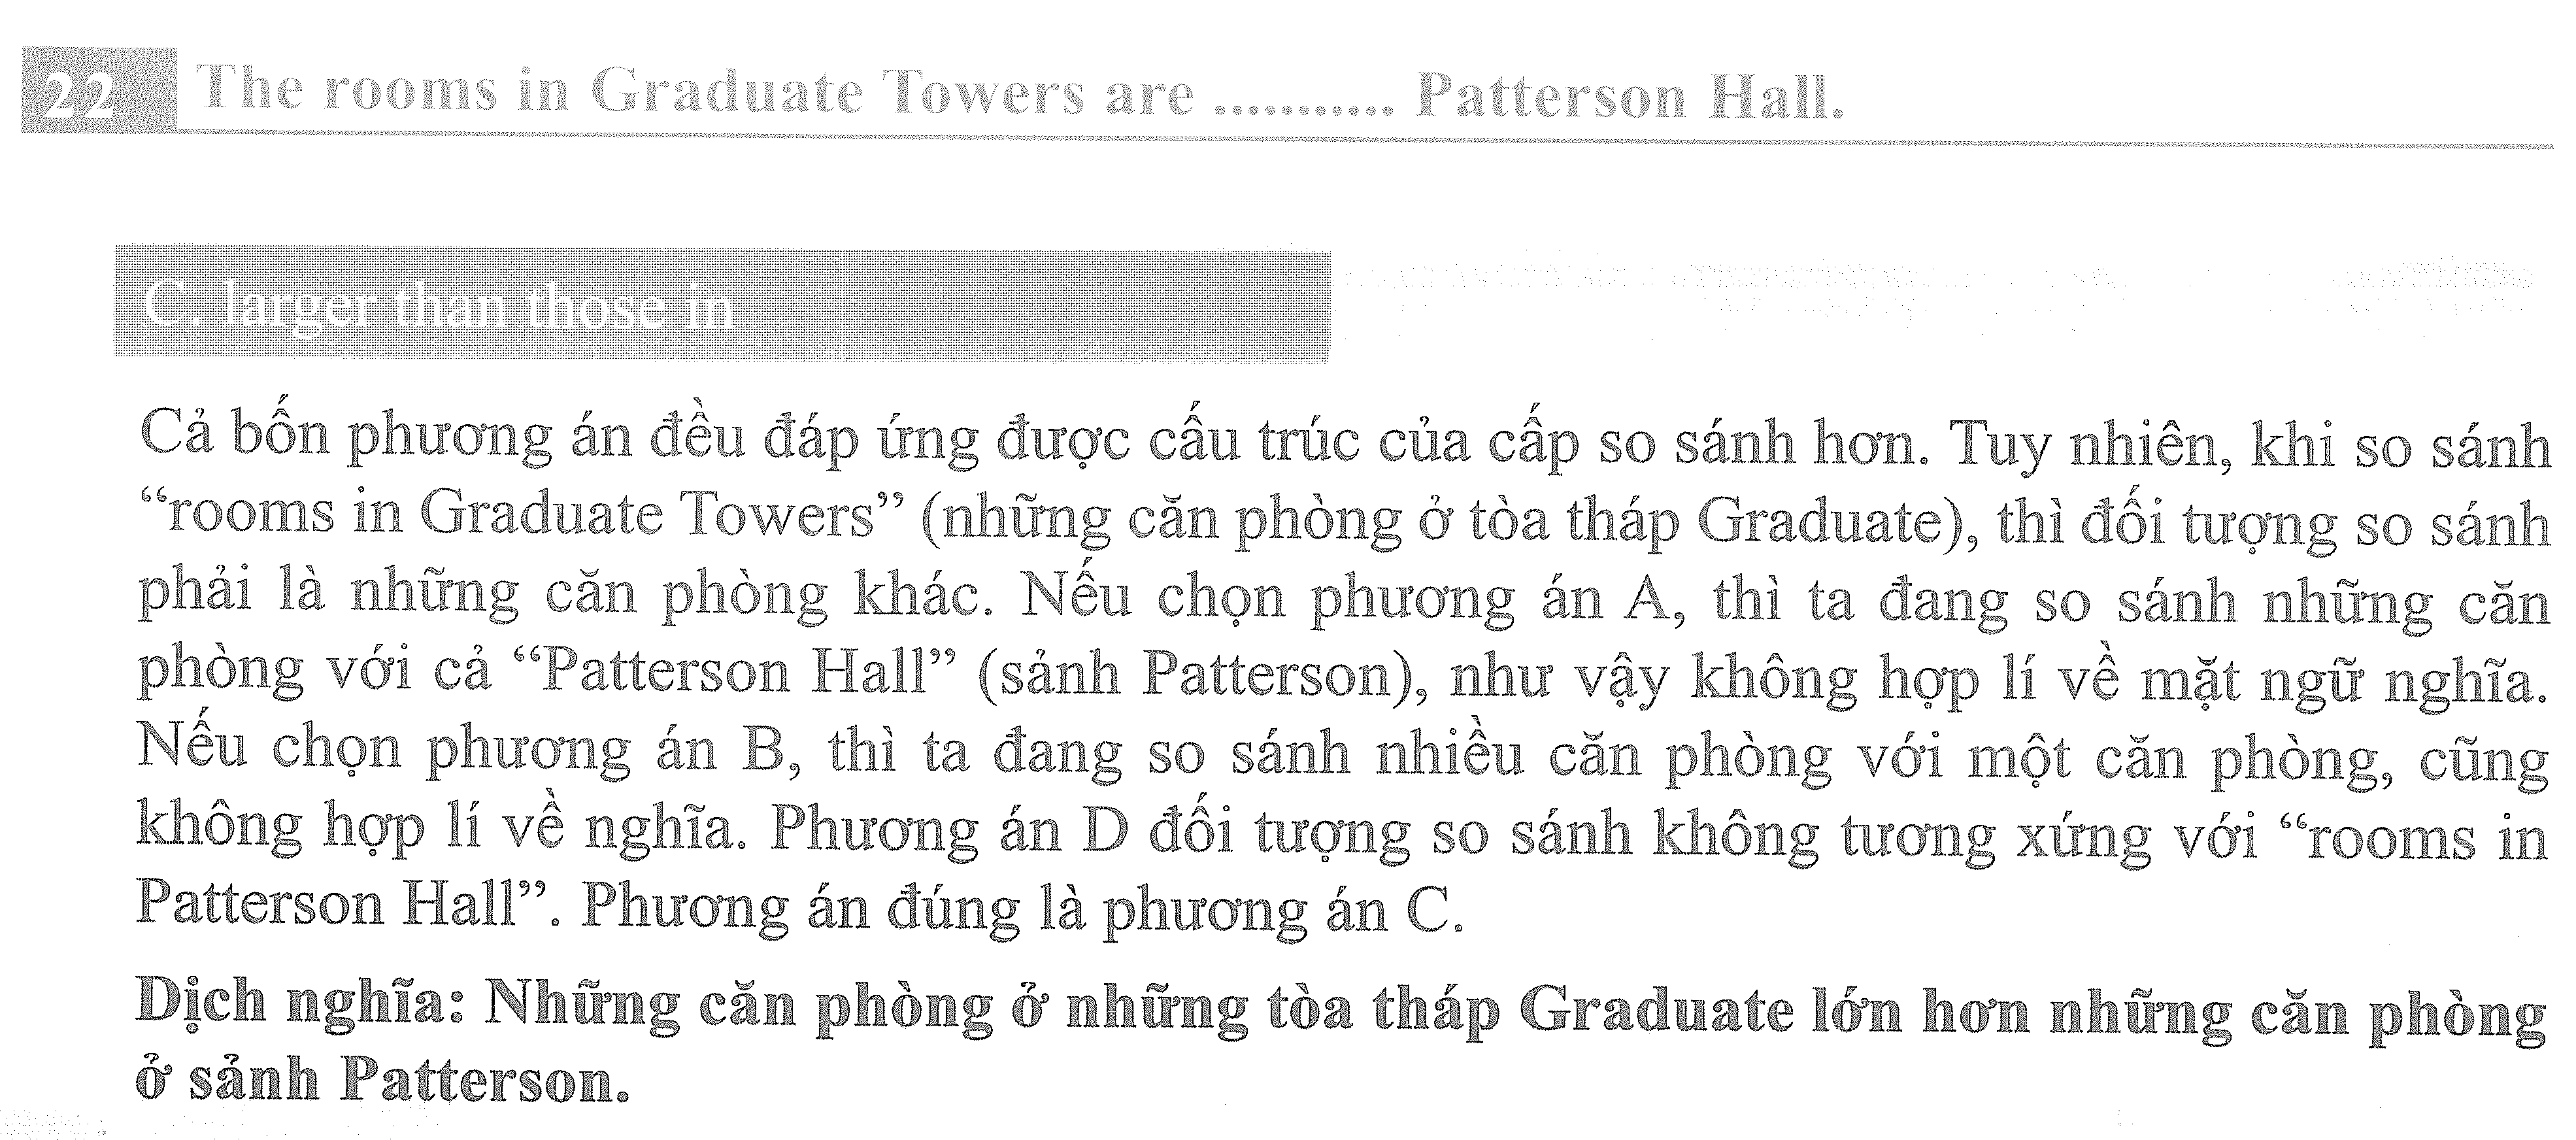 22 The rooms in Graduate Towers are ........... Patterson Hall.
C. larger than those in
Cả bốn phương án đều đáp ứng được cấu trúc của cấp so sánh hơn. Tuy nhiên, khi so sánh
“rooms in Graduate Towers” (những căn phòng ở tòa tháp Graduate), thì đối tượng so sánh
phải là những căn phòng khác. Nếu chọn phương án A, thì ta đang so sánh những căn
phòng với cả “Patterson Hall” (sảnh Patterson), như vậy không hợp lí về mặt ngữ nghĩa.
Nếu chọn phương án B, thì ta đang so sánh nhiều căn phòng với một căn phòng, cũng
không hợp lí về nghĩa. Phương án D đối tượng so sánh không tương xứng với “rooms in
Patterson Hall”. Phương án đúng là phương án C.
Dịch nghĩa: Những căn phòng ở những tòa tháp Graduate lớn hơn những căn phòng
ở sảnh Patterson.